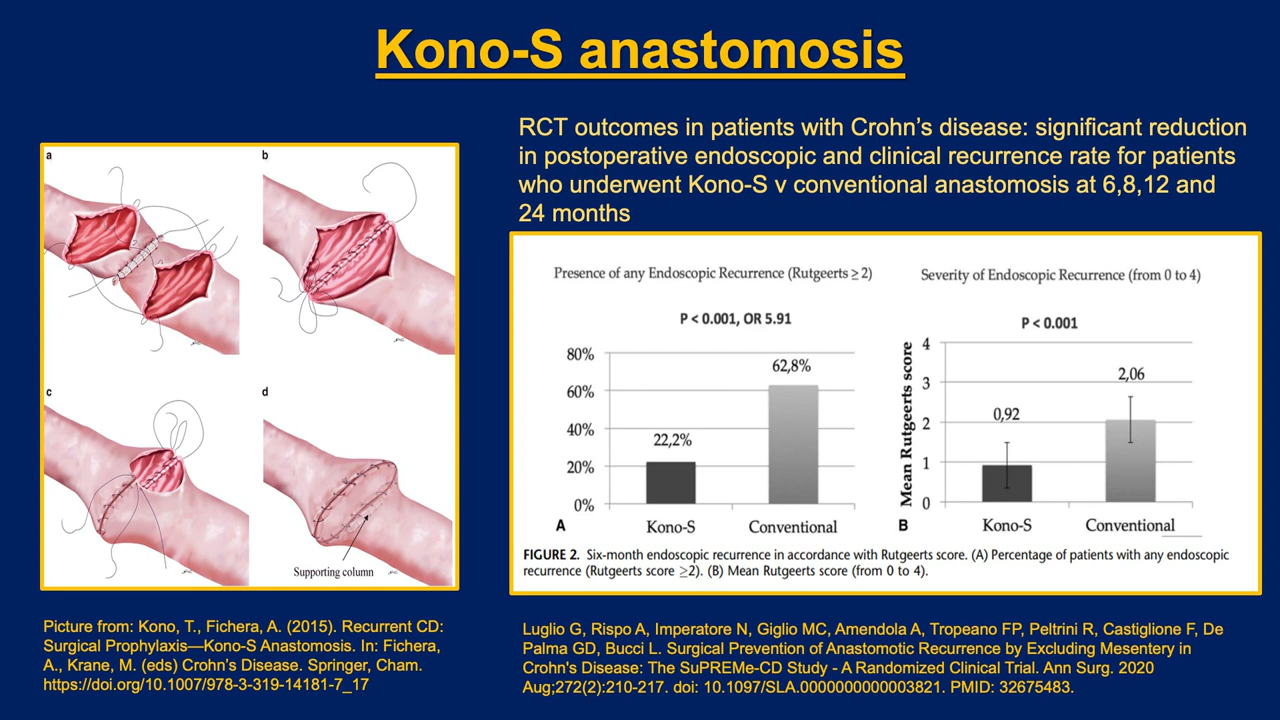 Kono-S anastomosis
RCT outcomes in patients with Crohn’s disease: significant reduction
in postoperative endoscopic and clinical recurrence rate for patients
who underwent Kono-S v conventional anastomosis at 6,8,12 and
24 months
a
b
c
d
Supporting column
Presence of any Endoscopic Recurrence (Rutgeerts ≥ 2)
P < 0.001, OR 5.91
80%
60%
40%
20%
0%
22,2%
62,8%
A
Kono-S
Conventional
Severity of Endoscopic Recurrence (from 0 to 4)
P < 0.001
Mean Rutgeerts score
4
3
2
1
0
0,92
2,06
B
Kono-S
Conventional
FIGURE 2. Six-month endoscopic recurrence in accordance with Rutgeerts score. (A) Percentage of patients with any endoscopic
recurrence (Rutgeerts score ≥2). (B) Mean Rutgeerts score (from 0 to 4).
Picture from: Kono, T., Fichera, A. (2015). Recurrent CD:
Surgical Prophylaxis—Kono-S Anastomosis. In: Fichera,
A., Krane, M. (eds) Crohn’s Disease. Springer, Cham.
https://doi.org/10.1007/978-3-319-14181-7_17
Luglio G, Rispo A, Imperatore N, Giglio MC, Amendola A, Tropeano FP, Peltrini R, Castiglione F, De
Palma GD, Bucci L. Surgical Prevention of Anastomotic Recurrence by Excluding Mesentery in
Crohn's Disease: The SuPREMe-CD Study - A Randomized Clinical Trial. Ann Surg. 2020
Aug;272(2):210-217. doi: 10.1097/SLA.0000000000003821. PMID: 32675483.